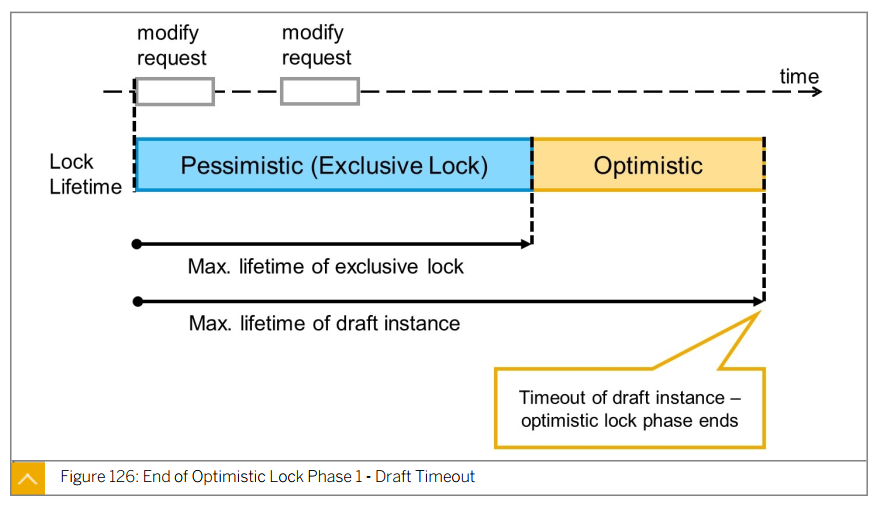 modify
request
modify
request
time
Lock
Lifetime
Pessimistic (Exclusive Lock)
Optimistic
Max. lifetime of exclusive lock
Max. lifetime of draft instance
Timeout of draft instance –
optimistic lock phase ends
Figure 126: End of Optimistic Lock Phase 1 - Draft Timeout